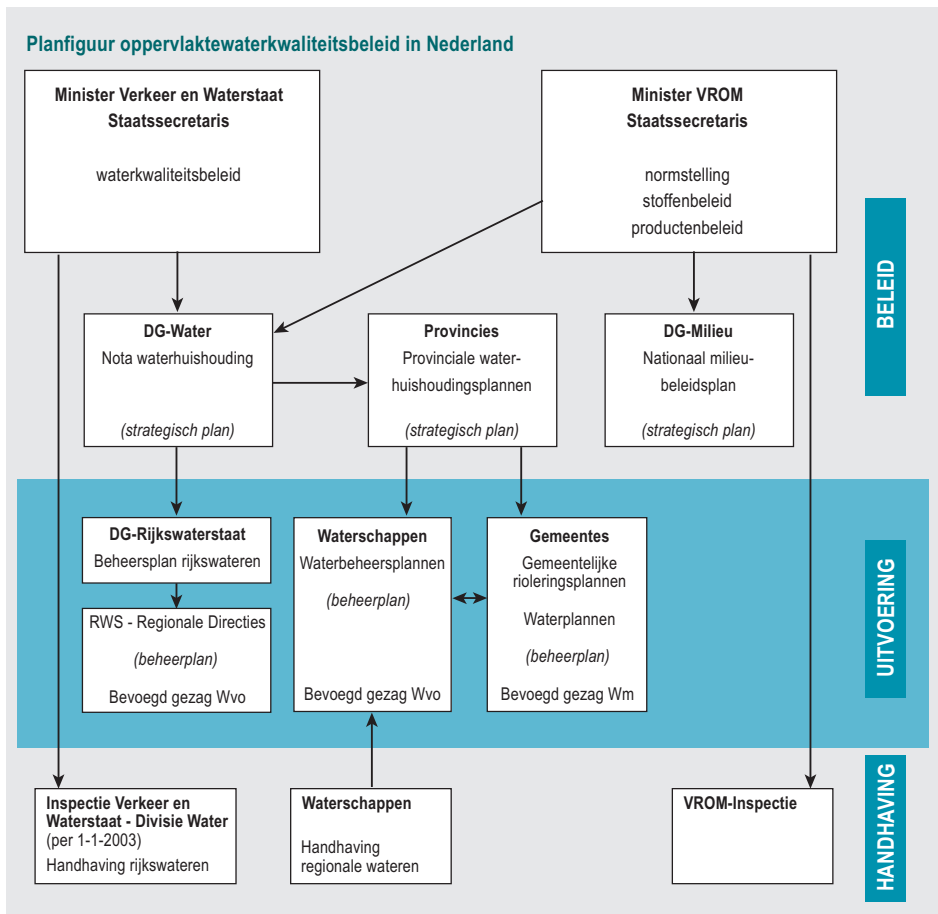 Planfiguur oppervlaktewaterkwaliteitsbeleid in Nederland
Minister Verkeer en Waterstaat
Staatssecretaris
waterkwaliteitsbeleid
Minister VROM
Staatssecretaris
normstelling
stoffenbeleid
productenbeleid
BELEID
DG-Water
Nota waterhuishouding
(strategisch plan)
Provincies
Provinciale water-
huishoudingsplannen
(strategisch plan)
DG-Milieu
Nationaal milieu-
beleidsplan
(strategisch plan)
DG-Rijkswaterstaat
Beheersplan rijkswateren
RWS - Regionale Directies
(beheerplan)
Bevoegd gezag Wvo
Waterschappen
Waterbeheersplannen
(beheerplan)
Bevoegd gezag Wvo
Gemeentes
Gemeentelijke
rioleringsplannen
Waterplannen
(beheerplan)
Bevoegd gezag Wm
UITVOERING
Inspectie Verkeer en
Waterstaat - Divisie Water
(per 1-1-2003)
Handhaving rijkswateren
Waterschappen
Handhaving
regionale wateren
VROM-Inspectie
HANDHAVING